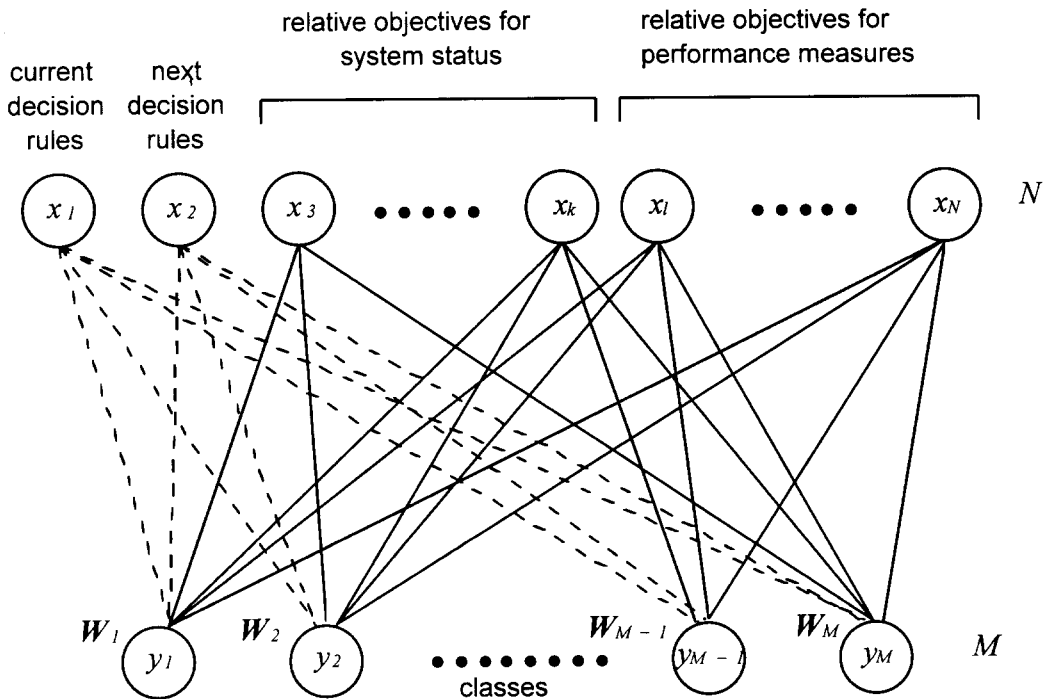 relative objectives for
system status
relative objectives for
performance measures
current
decision
rules
next
decision
rules
x1 x2 x3 ..... xk xl ..... xN N
W1 W2 WM-1 WM
y1 y2 ........ yM-1 yM M
classes